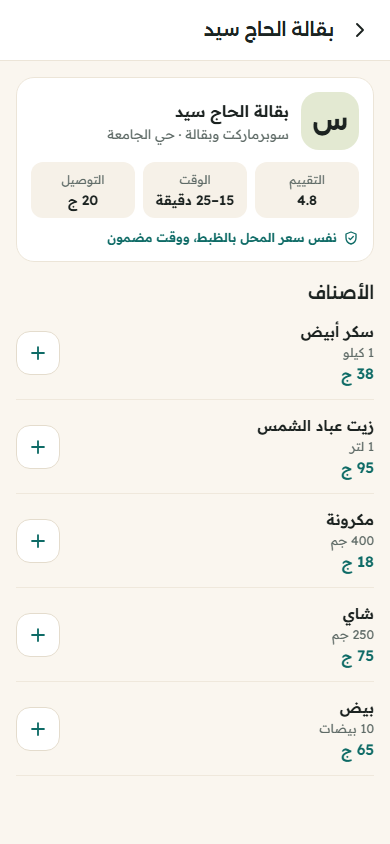 بقالة الحاج سيد
س
بقالة الحاج سيد
سوبرماركت وبقالة · حي الجامعة
التقييم
4.8
الوقت
15–25 دقيقة
التوصيل
20 ج
نفس سعر المحل بالظبط، ووقت مضمون
الأصناف
سكر أبيض
1 كيلو
38 ج
زيت عباد الشمس
1 لتر
95 ج
مكرونة
400 جم
18 ج
شاي
250 جم
75 ج
بيض
10 بيضات
65 ج